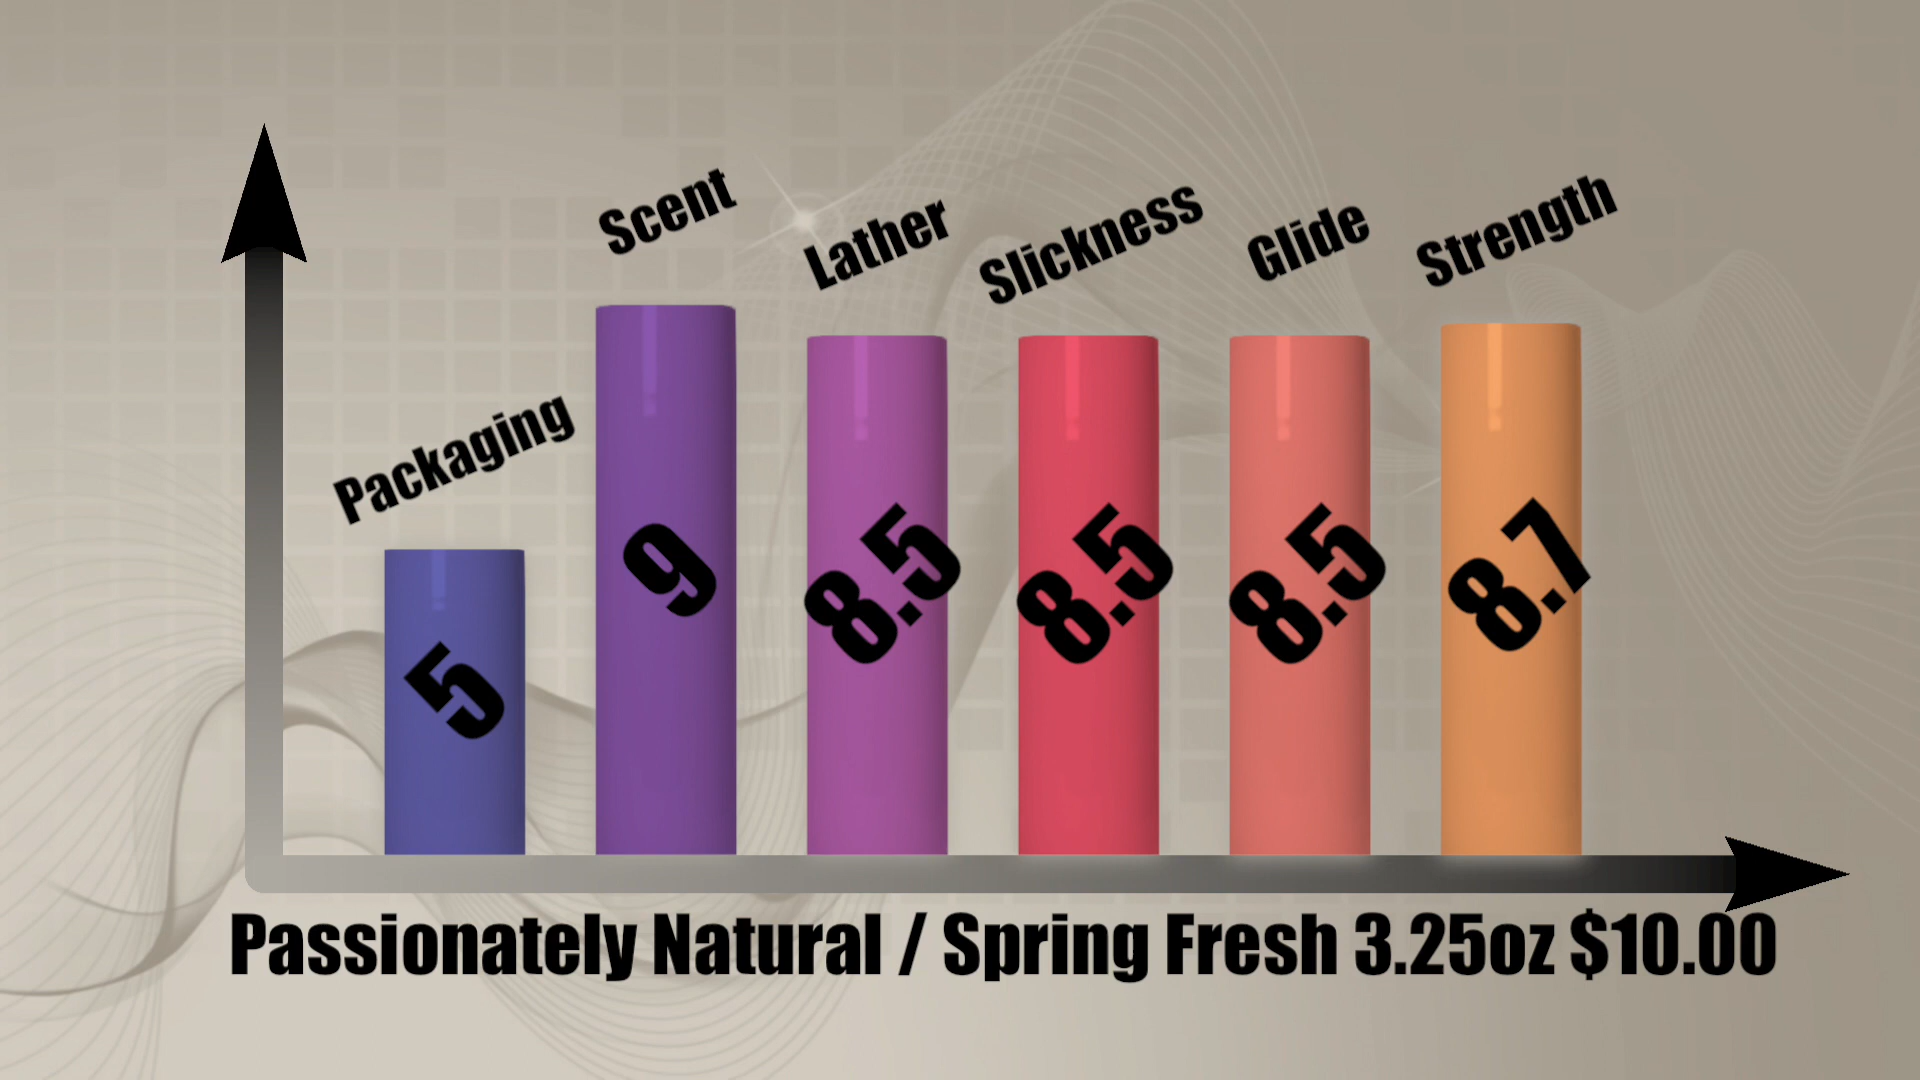 Packaging
Scent
Lather
Slickness
Glide
Strength
5
9
8.5
8.5
8.5
8.7
Passionately Natural / Spring Fresh 3.25oz $10.00